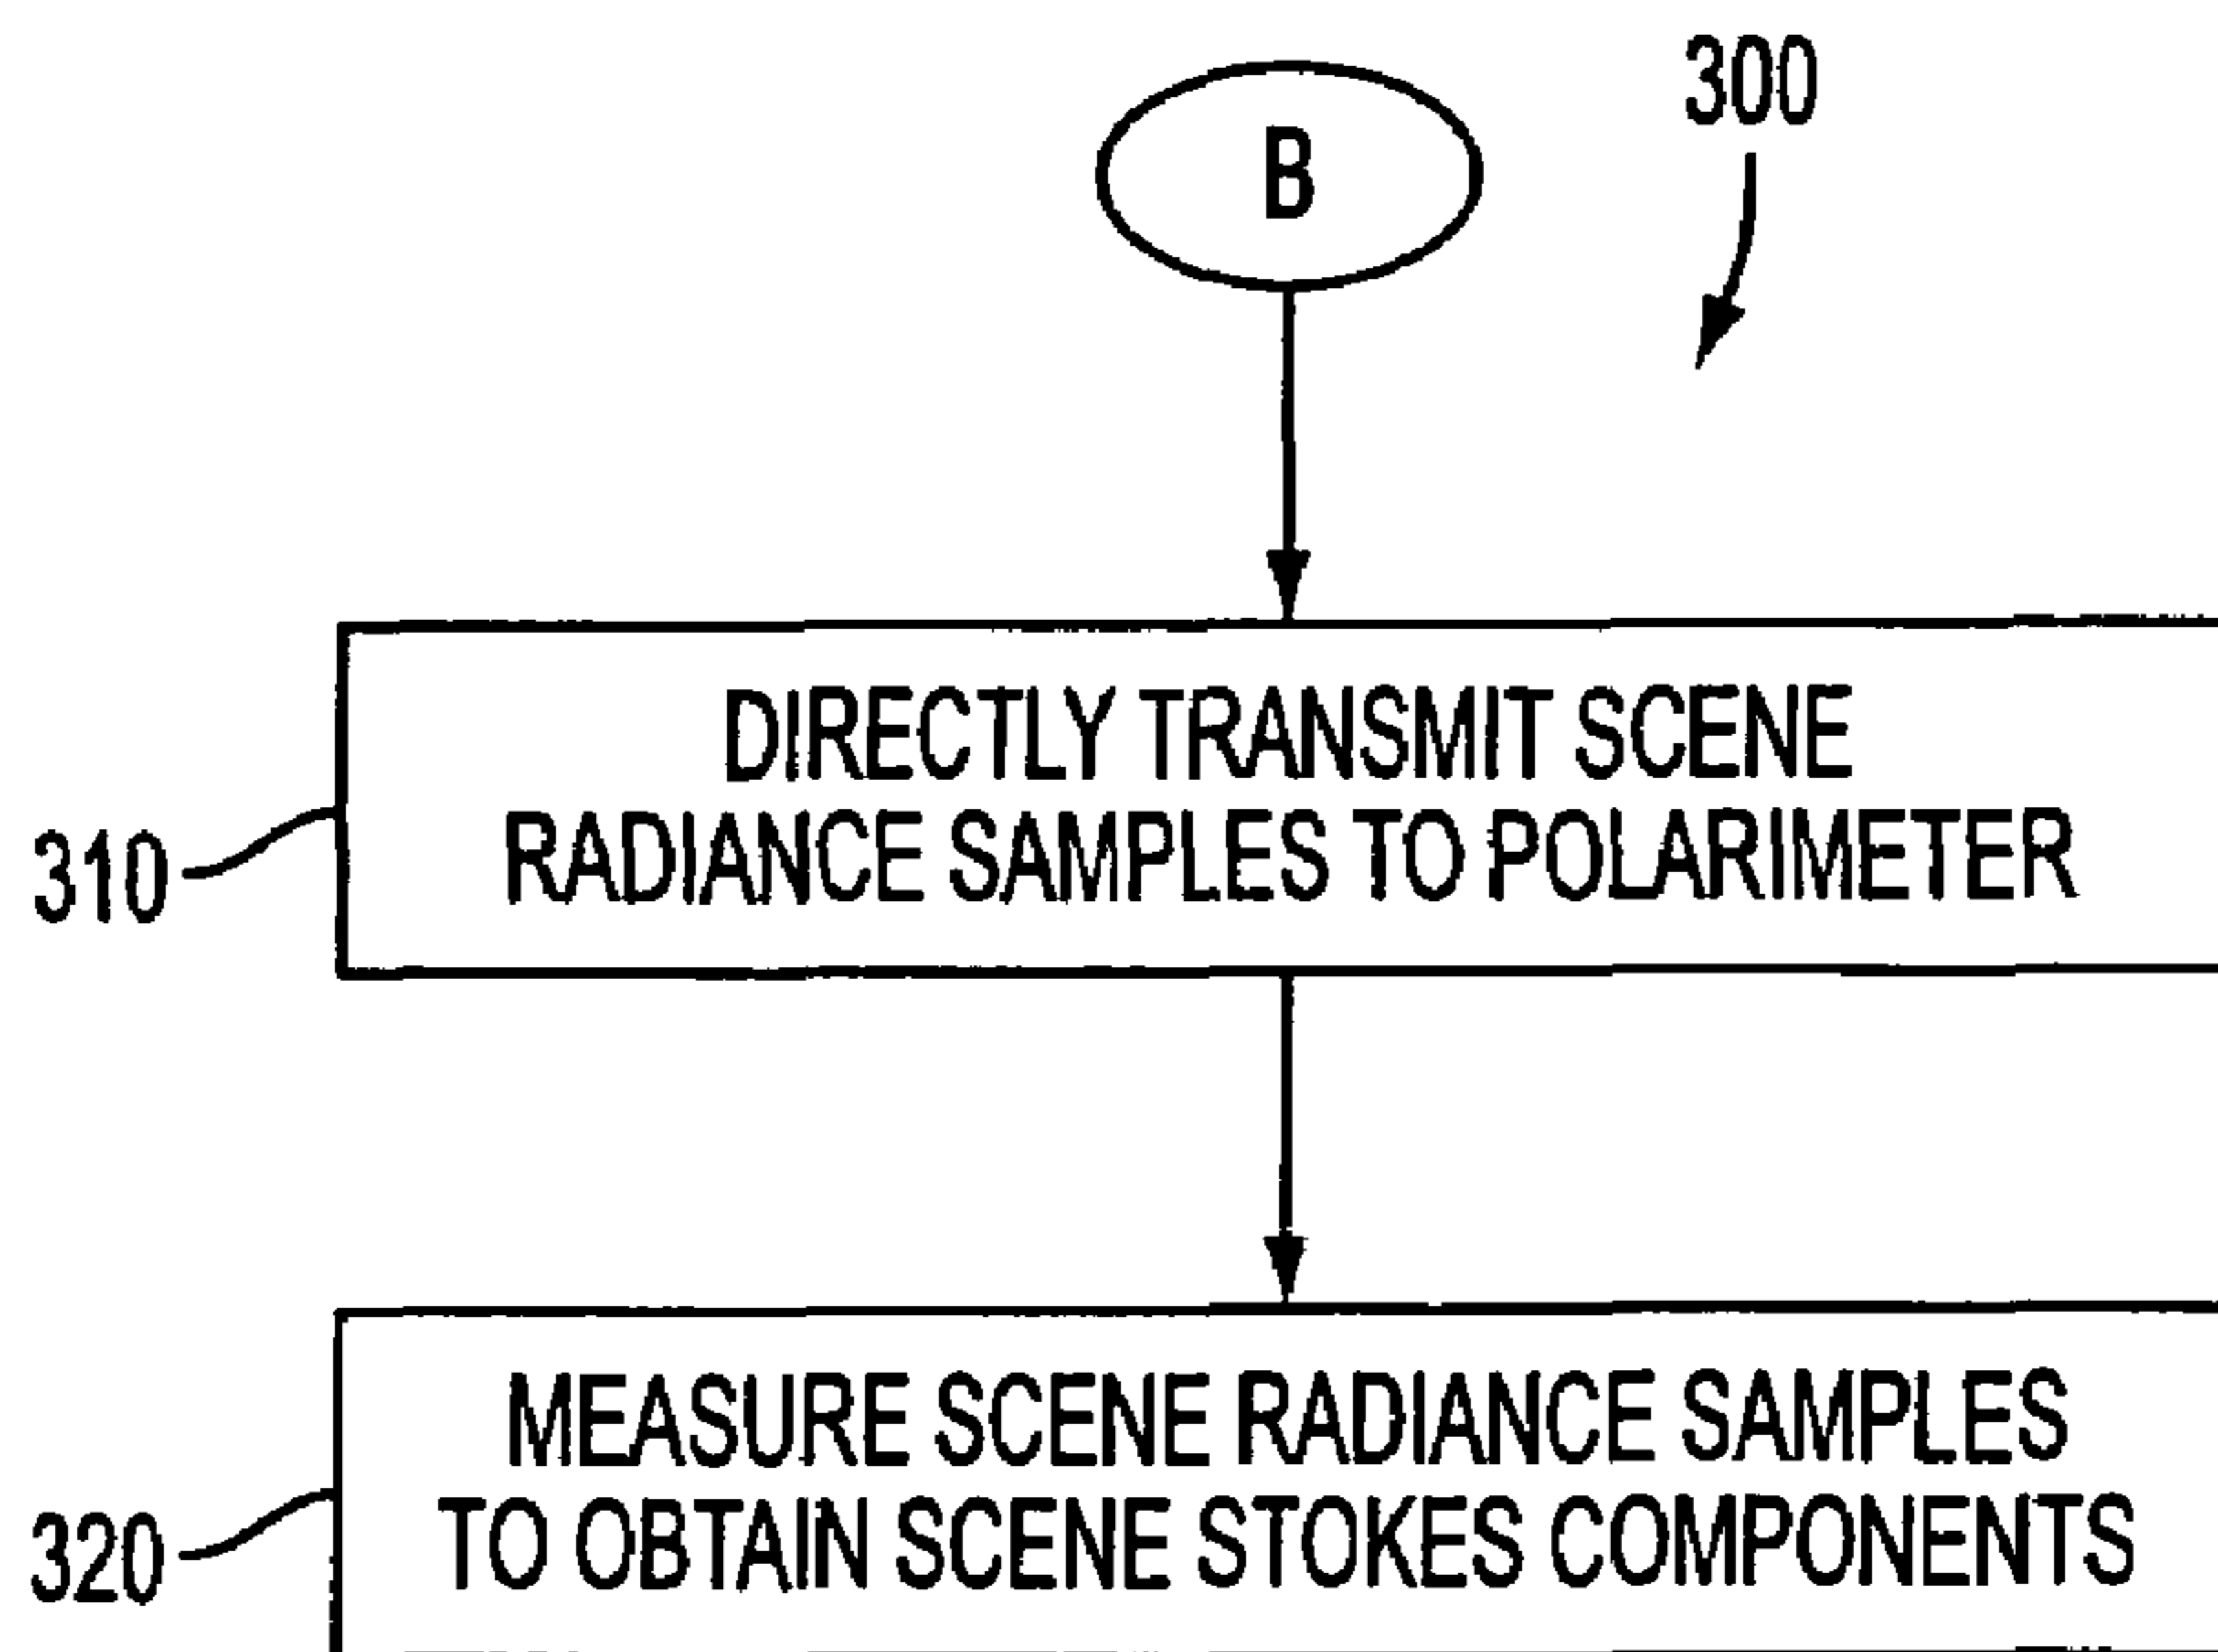 300
B
DIRECTLY TRANSMIT SCENE
RADIANCE SAMPLES TO POLARIMETER
310
MEASURE SCENE RADIANCE SAMPLES
TO OBTAIN SCENE STOKES COMPONENTS
320